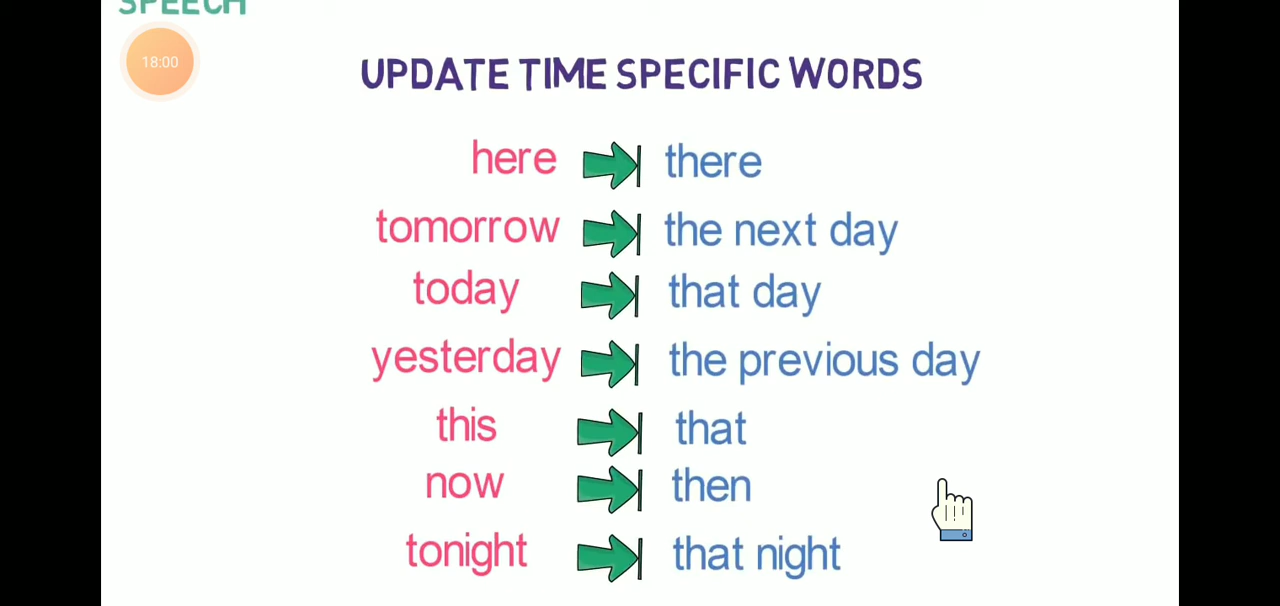 SPEECH
18:00
UPDATE TIME SPECIFIC WORDS
here there
tomorrow the next day
today that day
yesterday the previous day
this that
now then
tonight that night